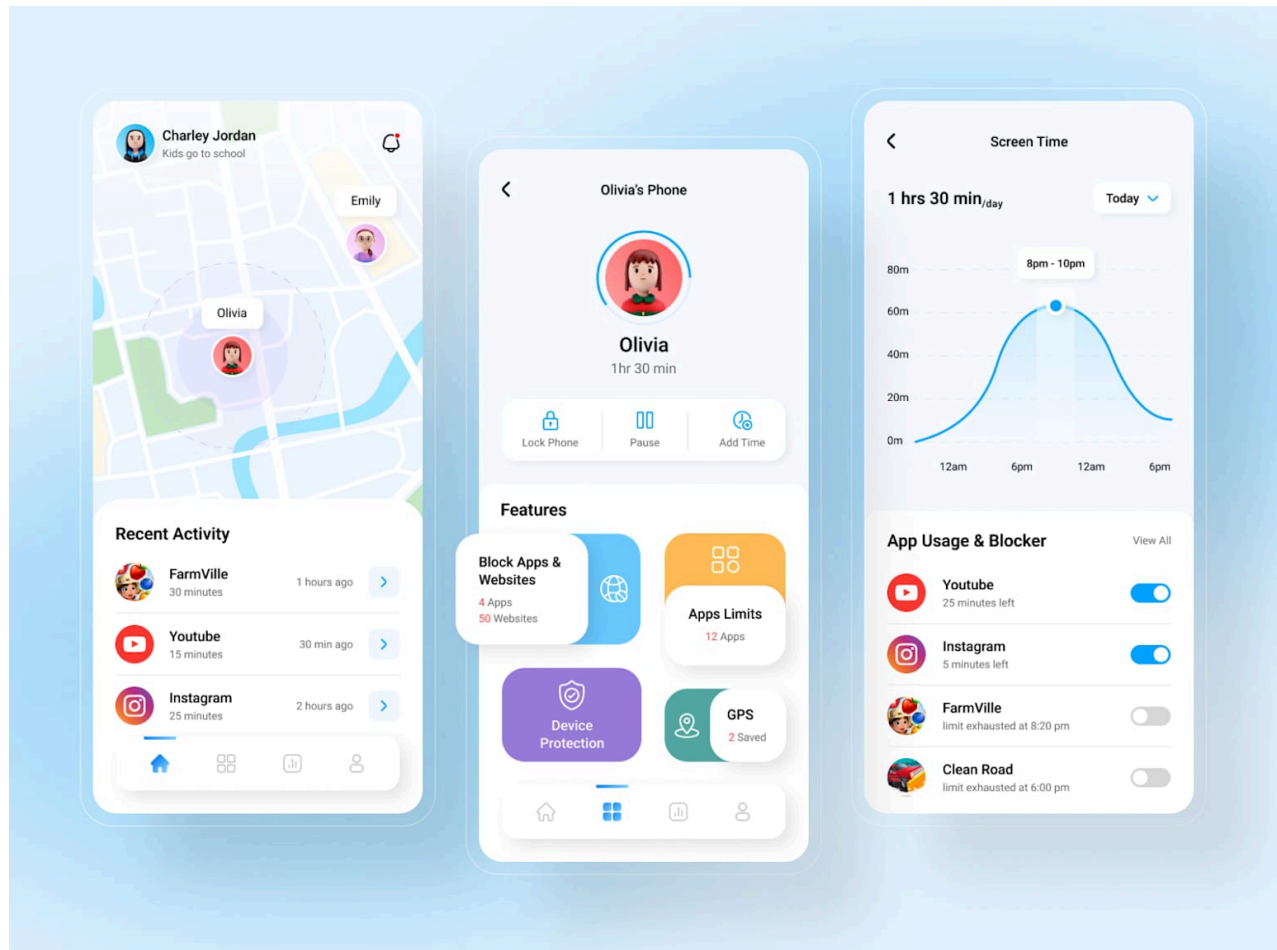 Charley Jordan
Kids go to school
Emily
Olivia
Recent Activity
FarmVille
30 minutes
1 hours ago
Youtube
15 minutes
30 min ago
Instagram
25 minutes
2 hours ago
Olivia's Phone
Olivia
1hr 30 min
Lock Phone
Pause
Add Time
Features
Block Apps &
Websites
4 Apps
50 Websites
Apps Limits
12 Apps
Device
Protection
GPS
2 Saved
Screen Time
1 hrs 30 min/day
Today
8pm - 10pm
80m
60m
40m
20m
0m
12am 6pm 12am 6pm
App Usage & Blocker
View All
Youtube
25 minutes left
Instagram
5 minutes left
FarmVille
limit exhausted at 8:20 pm
Clean Road
limit exhausted at 6:00 pm